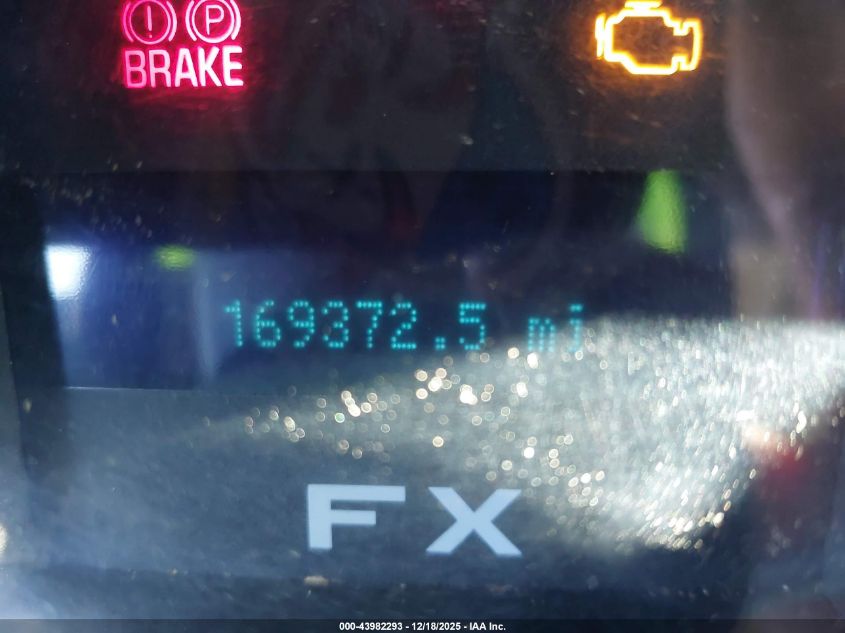 ! P
BRAKE
169372.5 mi
FX
000-43982293 - 12/18/2025 - IAA Inc.